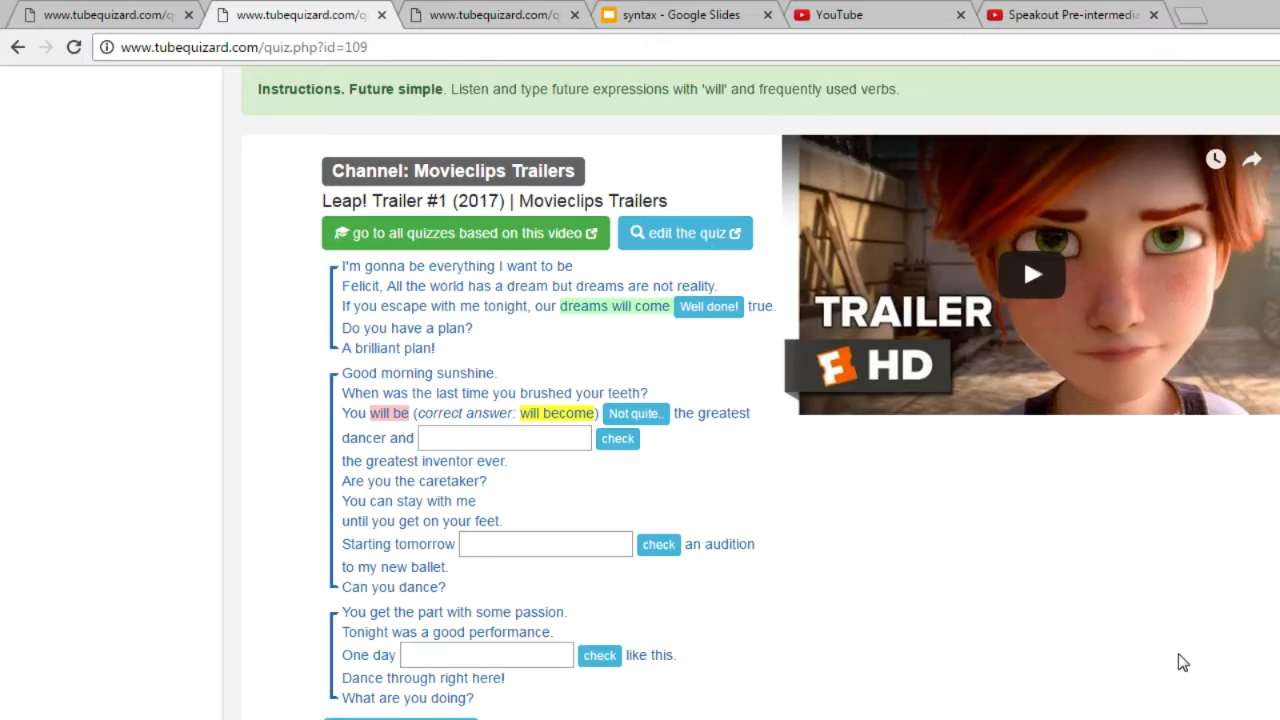 www.tubequizard.com/q
www.tubequizard.com/q
www.tubequizard.com/q
syntax - Google Slides
YouTube
Speakout Pre-intermedia
www.tubequizard.com/quiz.php?id=109
Instructions. Future simple. Listen and type future expressions with 'will' and frequently used verbs.
Channel: Movieclips Trailers
Leap! Trailer #1 (2017) | Movieclips Trailers
go to all quizzes based on this video
edit the quiz
I'm gonna be everything I want to be
Felicit, All the world has a dream but dreams are not reality.
If you escape with me tonight, our dreams will come Well done! true.
Do you have a plan?
A brilliant plan!
Good morning sunshine.
When was the last time you brushed your teeth?
You will be (correct answer: will become) Not quite.. the greatest
dancer and check
the greatest inventor ever.
Are you the caretaker?
You can stay with me
until you get on your feet.
Starting tomorrow check an audition
to my new ballet.
Can you dance?
You get the part with some passion.
Tonight was a good performance.
One day check like this.
Dance through right here!
What are you doing?
TRAILER
F HD